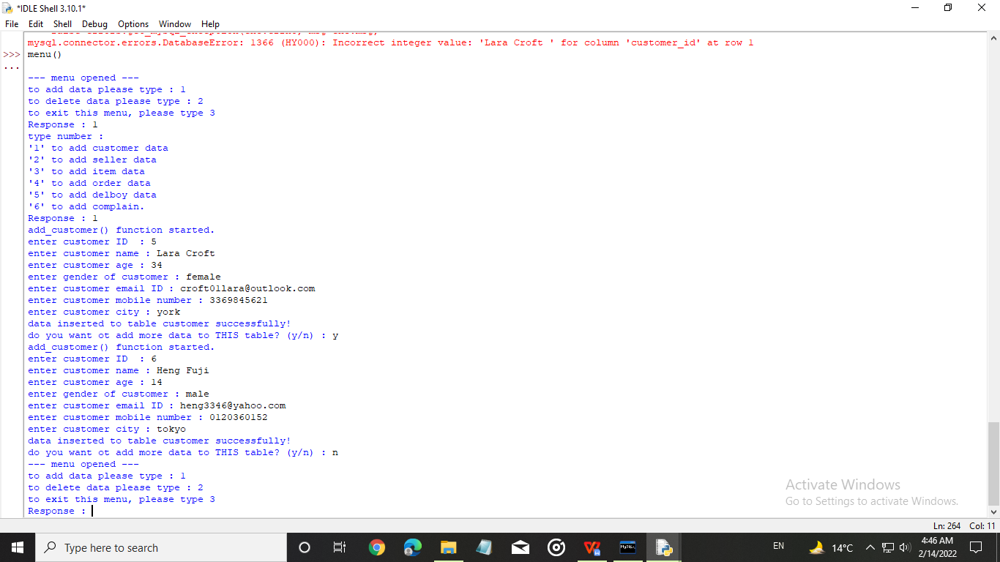 *IDLE Shell 3.10.1*
File Edit Shell Debug Options Window Help
mysql.connector.errors.DatabaseError: 1366 (HY000): Incorrect integer value: 'Lara Croft ' for column 'customer_id' at row 1
>>> menu()
...
--- menu opened ---
to add data please type : 1
to delete data please type : 2
to exit this menu, please type 3
Response : 1
type number :
'1' to add customer data
'2' to add seller data
'3' to add item data
'4' to add order data
'5' to add delboy data
'6' to add complain.
Response : 1
add_customer() function started.
enter customer ID  : 5
enter customer name : Lara Croft
enter customer age : 34
enter gender of customer : female
enter customer email ID : croft01lara@outlook.com
enter customer mobile number : 3369845621
enter customer city : york
data inserted to table customer successfully!
do you want ot add more data to THIS table? (y/n) : y
add_customer() function started.
enter customer ID  : 6
enter customer name : Heng Fuji
enter customer age : 14
enter gender of customer : male
enter customer email ID : heng3346@yahoo.com
enter customer mobile number : 0120360152
enter customer city : tokyo
data inserted to table customer successfully!
do you want ot add more data to THIS table? (y/n) : n
--- menu opened ---
to add data please type : 1
to delete data please type : 2
to exit this menu, please type 3
Response :
Activate Windows
Go to Settings to activate Windows.
Ln: 264 Col: 11
Type here to search
EN
14°C
4:46 AM
2/14/2022